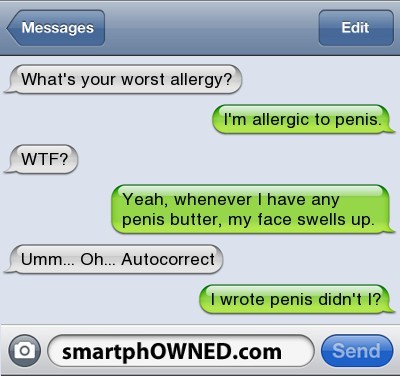 Messages
Edit
What's your worst allergy?
I'm allergic to penis.
WTF?
Yeah, whenever I have any
penis butter, my face swells up.
Umm... Oh... Autocorrect
I wrote penis didn't I?
smartphOWNED.com
Send